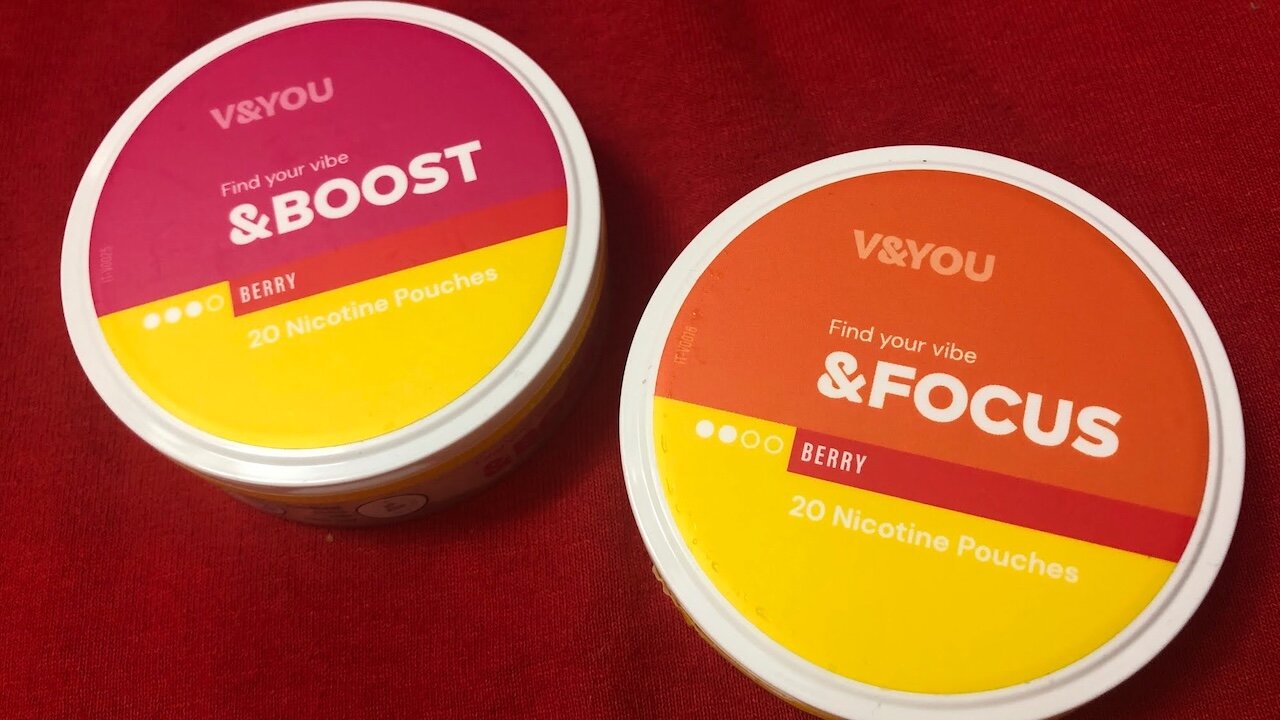 V&YOU
Find your vibe
&BOOST
BERRY
20 Nicotine Pouches
V&YOU
Find your vibe
&FOCUS
BERRY
20 Nicotine Pouches